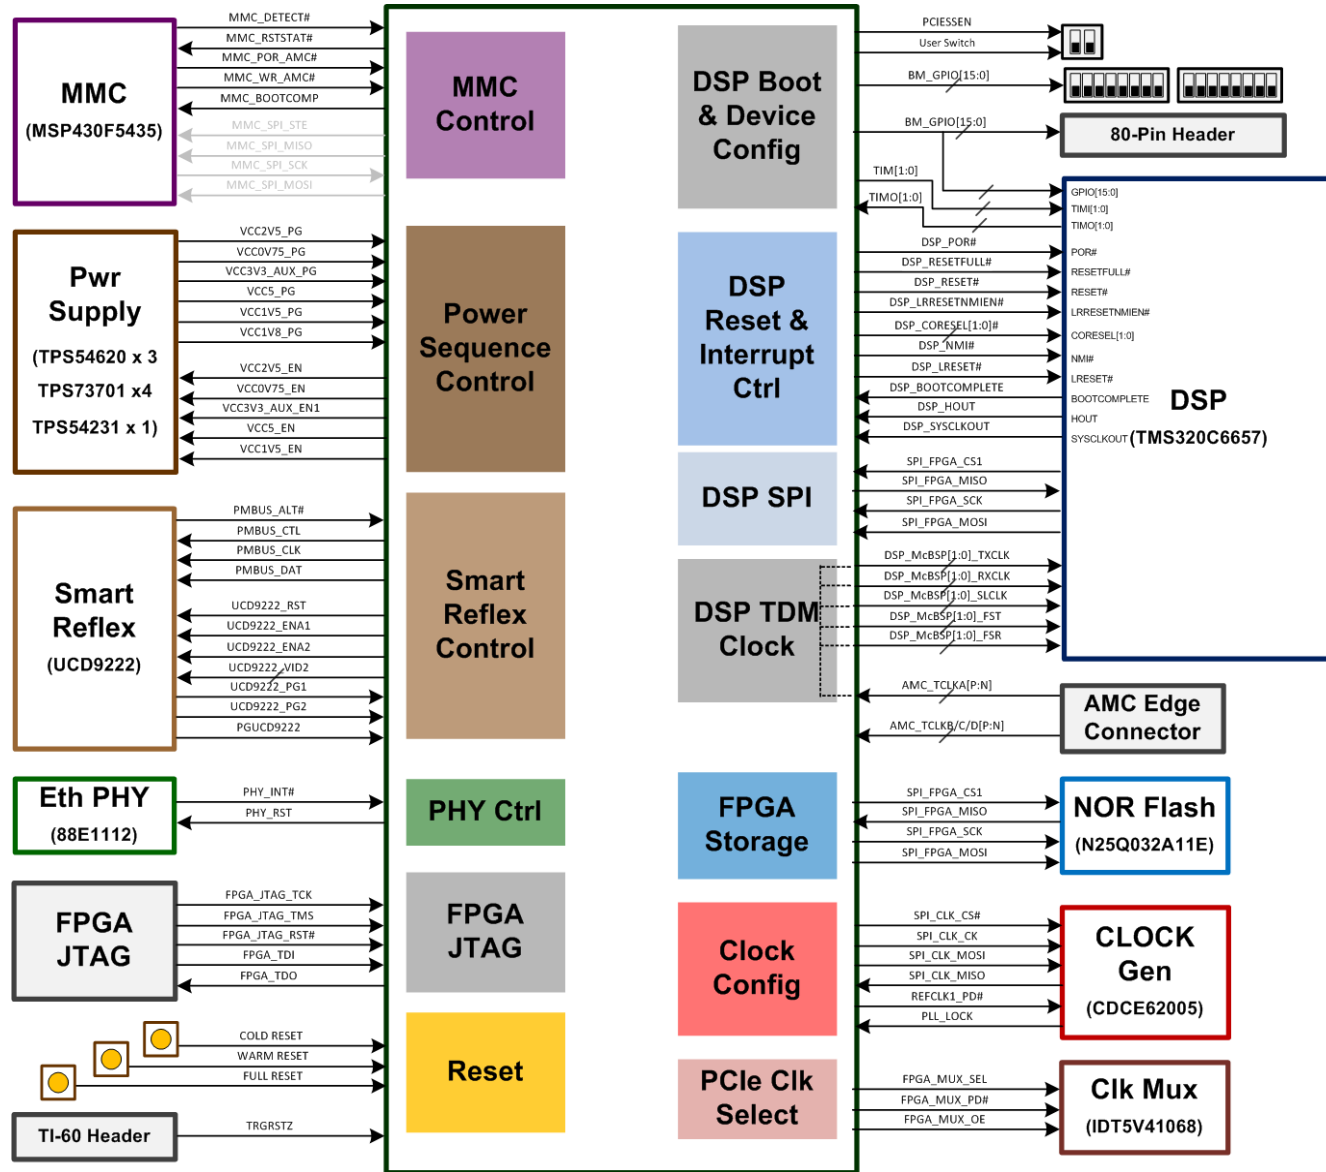 MMC_DETECT#
MMC_RSTSTAT#
MMC_POR_AMC#
MMC_WR_AMC#
MMC_BOOTCOMP
MMC_SPI_STE
MMC_SPI_MISO
MMC_SPI_SCK
MMC_SPI_MOSI
MMC
(MSP430F5435)
MMC
Control
VCC2V5_PG
VCC0V75_PG
VCC3V3_AUX_PG
VCC5_PG
VCC1V5_PG
VCC1V8_PG
VCC2V5_EN
VCC0V75_EN
VCC3V3_AUX_EN1
VCC5_EN
VCC1V5_EN
Pwr
Supply
(TPS54620 x 3
TPS73701 x4
TPS54231 x 1)
Power
Sequence
Control
PMBUS_ALT#
PMBUS_CTL
PMBUS_CLK
PMBUS_DAT
UCD9222_RST
UCD9222_ENA1
UCD9222_ENA2
UCD9222_VID2
UCD9222_PG1
UCD9222_PG2
PGUCD9222
Smart
Reflex
(UCD9222)
Smart
Reflex
Control
Eth PHY
(88E1112)
PHY_INT#
PHY_RST
PHY Ctrl
FPGA
JTAG
FPGA_JTAG_TCK
FPGA_JTAG_TMS
FPGA_JTAG_RST#
FPGA_TDI
FPGA_TDO
FPGA
JTAG
COLD RESET
WARM RESET
FULL RESET
TI-60 Header
TRGRSTZ
Reset
DSP Boot
& Device
Config
PCIESSEN
User Switch
BM_GPIO[15:0]
BM_GPIO[15:0]
80-Pin Header
TIM[1:0]
TIMO[1:0]
GPIO[15:0]
TIMI[1:0]
TIMO[1:0]
DSP
Reset &
Interrupt
Ctrl
DSP_POR#
DSP_RESETFULL#
DSP_RESET#
DSP_LRRESETNMIEN#
DSP_CORESEL[1:0]#
DSP_NMI#
DSP_LRESET#
DSP_BOOTCOMPLETE
DSP_HOUT
DSP_SYSCLKOUT
POR#
RESETFULL#
RESET#
LRRESETNMIEN#
CORESEL[1:0]
NMI#
LRESET#
BOOTCOMPLETE
HOUT
SYSCLKOUT
DSP
(TMS320C6657)
DSP SPI
SPI_FPGA_CS1
SPI_FPGA_MISO
SPI_FPGA_SCK
SPI_FPGA_MOSI
DSP TDM
Clock
DSP_McBSP[1:0]_TXCLK
DSP_McBSP[1:0]_RXCLK
DSP_McBSP[1:0]_SLCLK
DSP_McBSP[1:0]_FST
DSP_McBSP[1:0]_FSR
AMC_TCLKA[P:N]
AMC_TCLKB/C/D[P:N]
AMC Edge
Connector
FPGA
Storage
SPI_FPGA_CS1
SPI_FPGA_MISO
SPI_FPGA_SCK
SPI_FPGA_MOSI
NOR Flash
(N25Q032A11E)
Clock
Config
SPI_CLK_CS#
SPI_CLK_CK
SPI_CLK_MOSI
SPI_CLK_MISO
REFCLK1_PD#
PLL_LOCK
CLOCK
Gen
(CDCE62005)
PCIe Clk
Select
FPGA_MUX_SEL
FPGA_MUX_PD#
FPGA_MUX_OE
Clk Mux
(IDT5V41068)